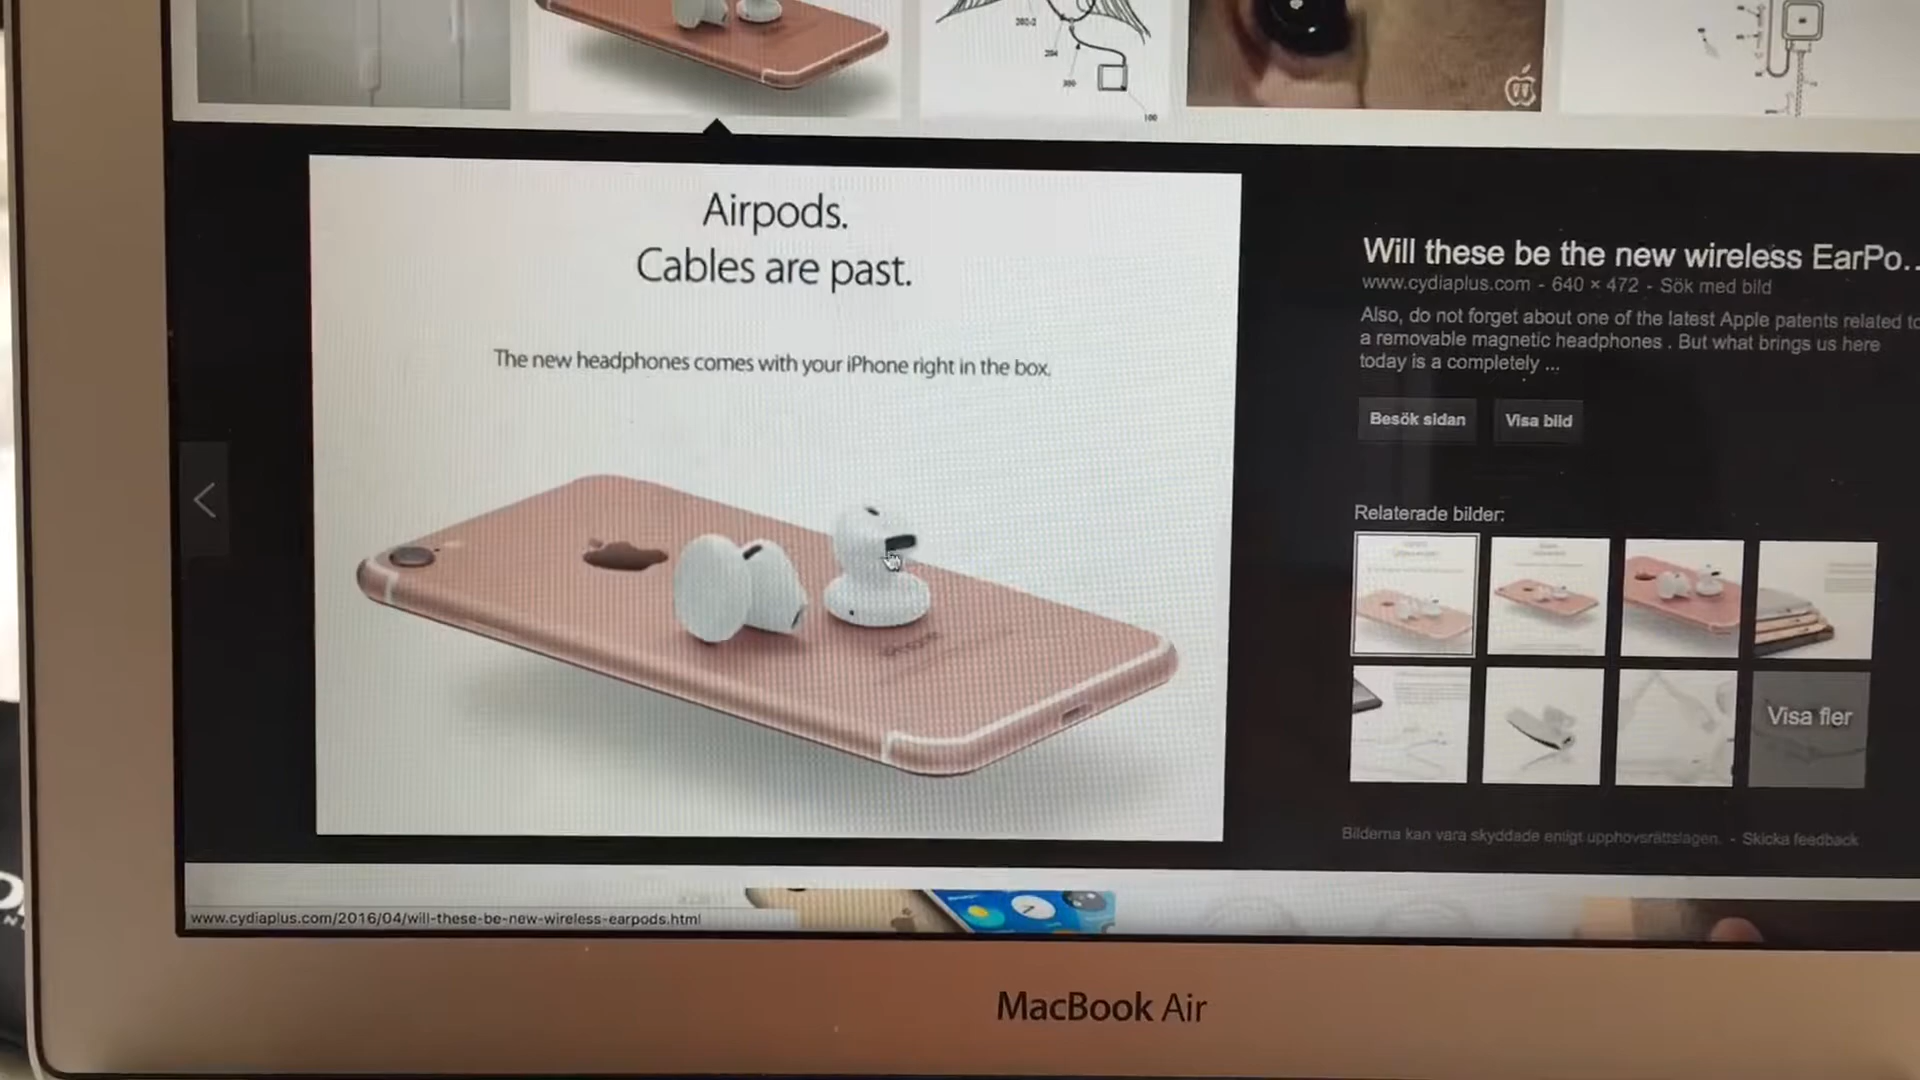 Airpods.
Cables are past.
The new headphones comes with your iPhone right in the box.
Will these be the new wireless EarPo...
www.cydiaplus.com - 640 × 472 - Sök med bild
Also, do not forget about one of the latest Apple patents related to
a removable magnetic headphones . But what brings us here
today is a completely ...
Besök sidan
Visa bild
Relaterade bilder:
Visa fler
Bilderna kan vara skyddade enligt upphovsrättslagen. - Skicka feedback
iPhone
www.cydiaplus.com/2016/04/will-these-be-new-wireless-earpods.html
MacBook Air
100